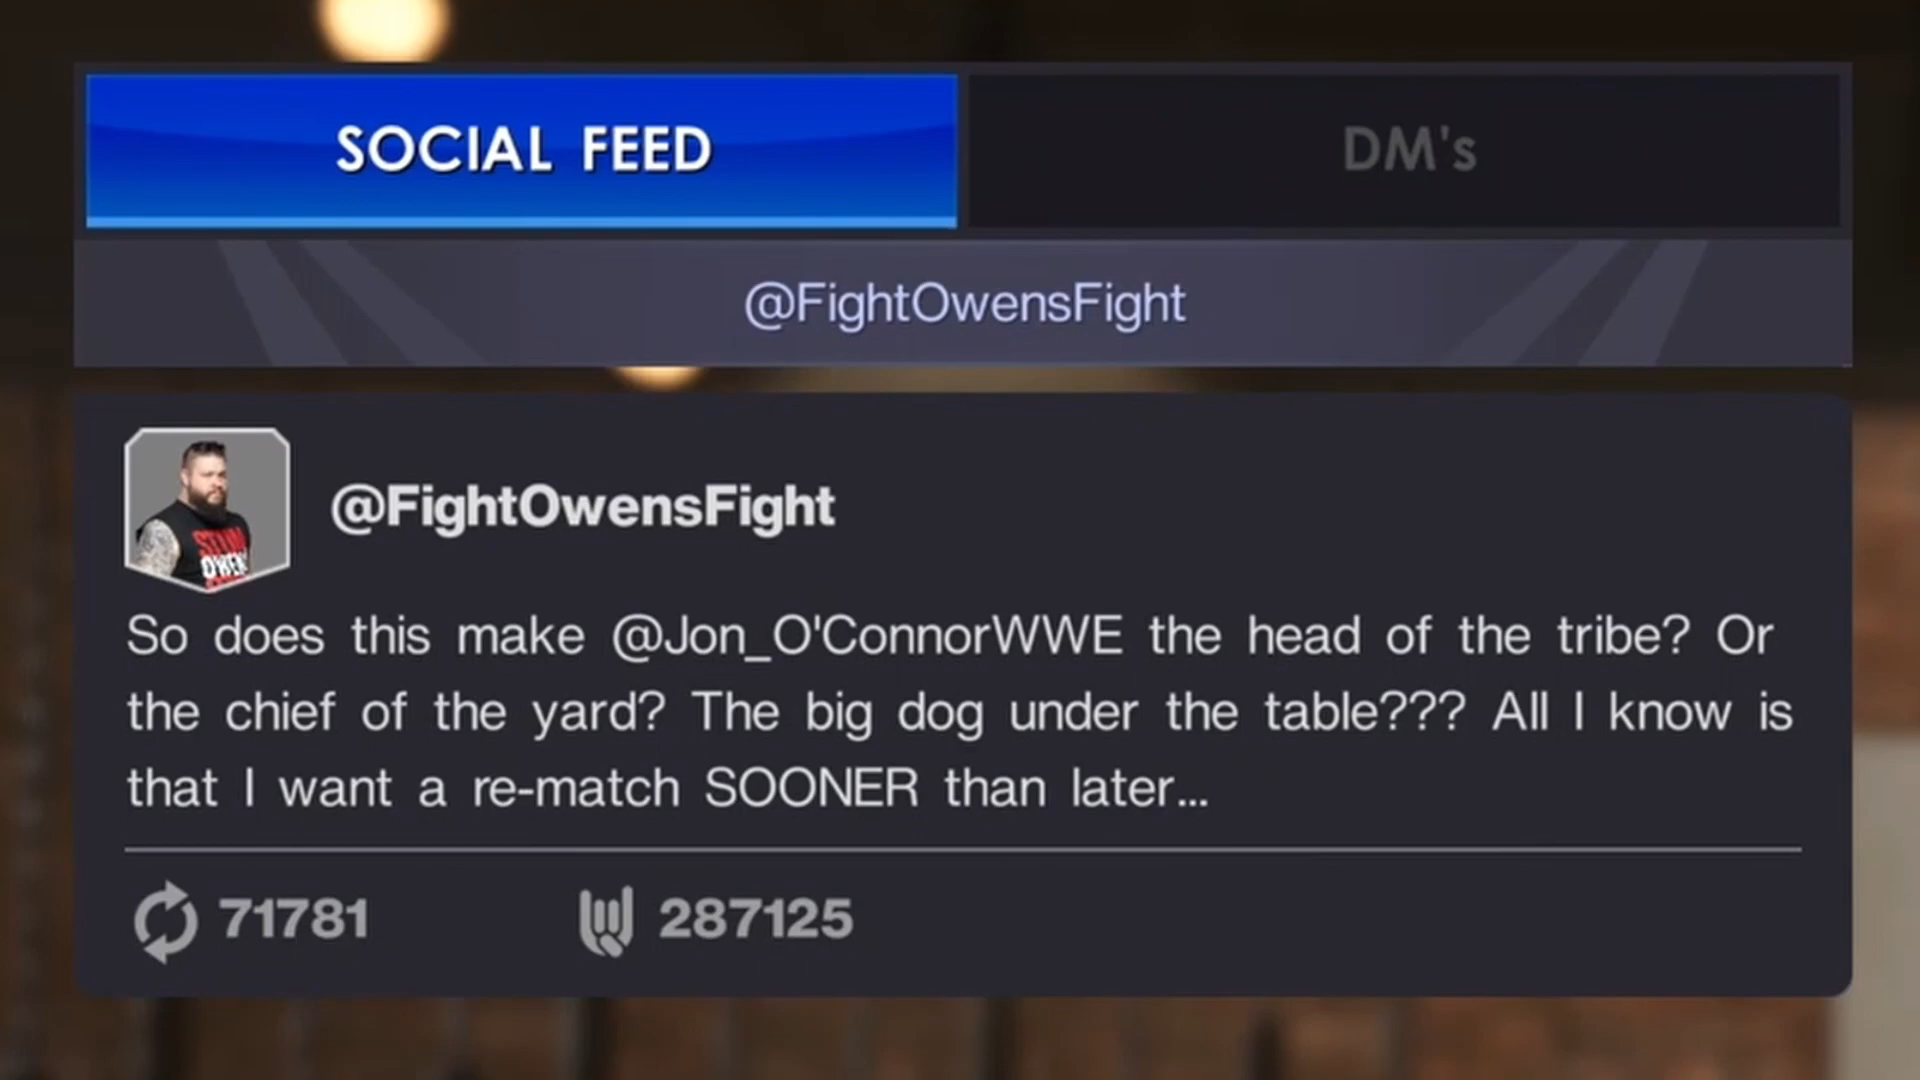 SOCIAL FEED
DM's
@FightOwensFight
@FightOwensFight
So does this make @Jon_O'ConnorWWE the head of the tribe? Or
the chief of the yard? The big dog under the table??? All I know is
that I want a re-match SOONER than later...
71781
287125